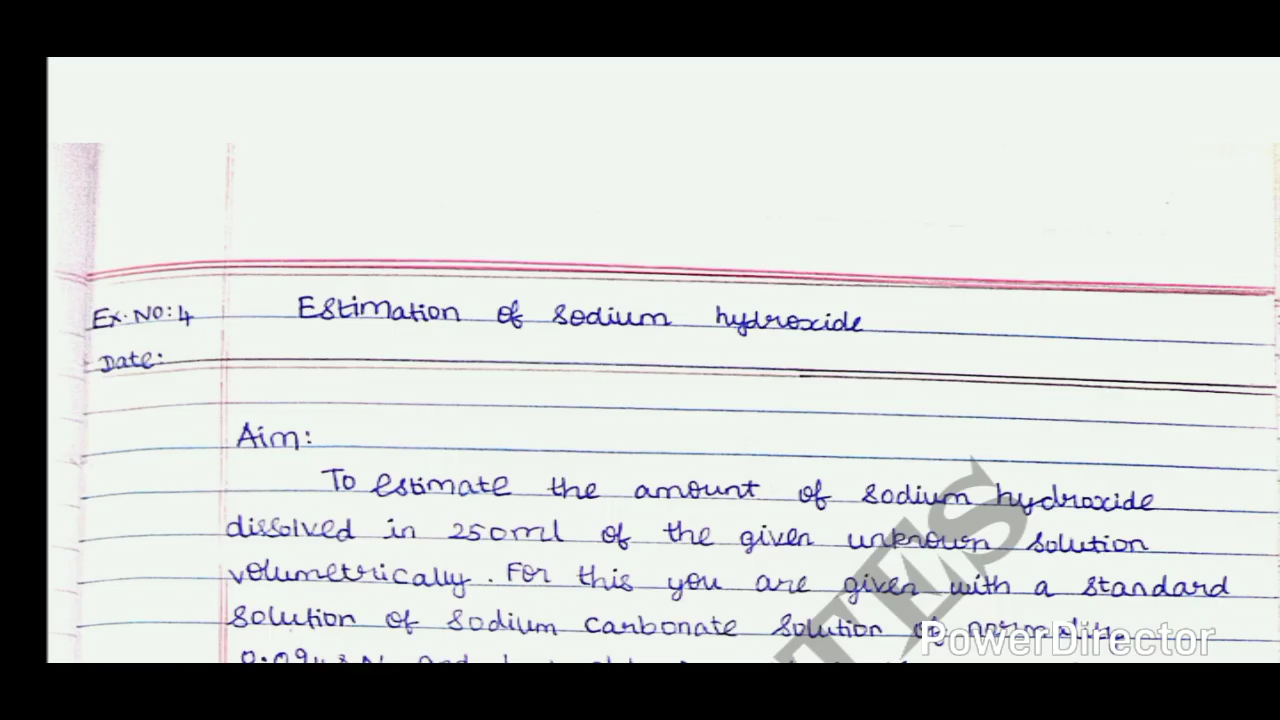 Ex.No:4 Estimation of sodium hydroxide
Date:
Aim:
To estimate the amount of sodium hydroxide
dissolved in 250ml of the given unknown solution
volumetrically. For this you are given with a standard
solution of sodium carbonate solution of normality
PowerDirector